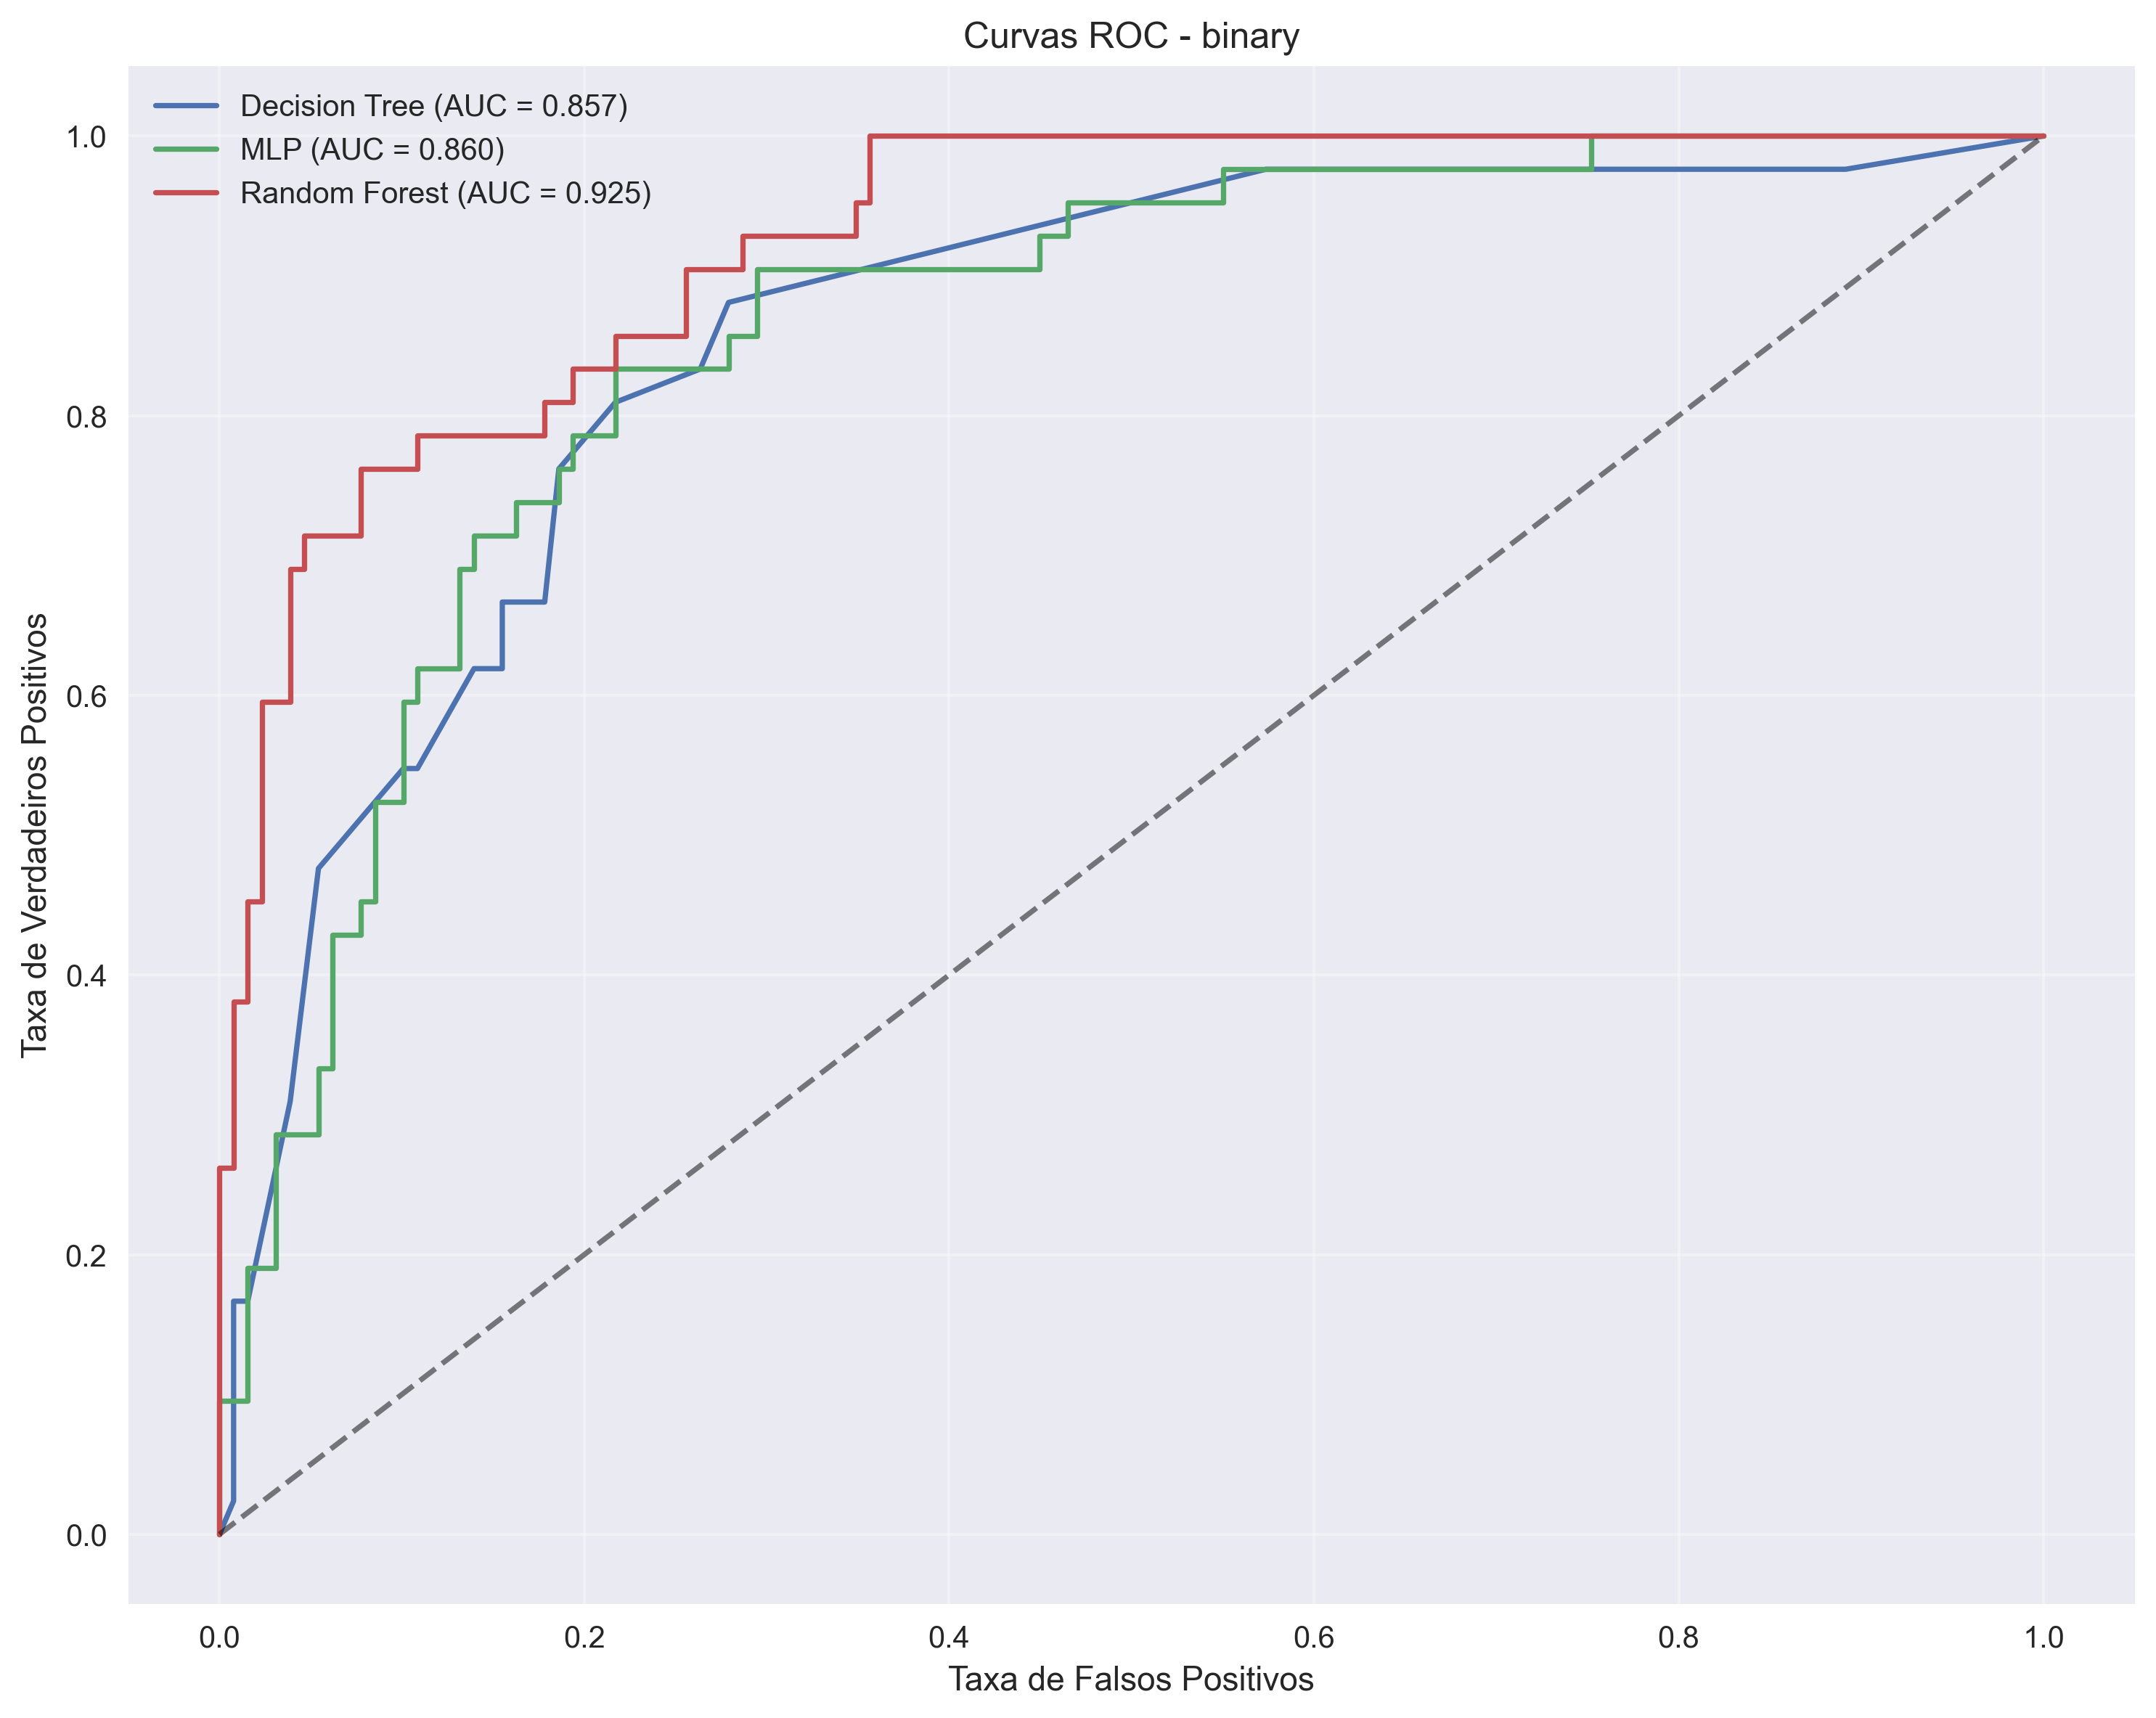 Curvas ROC - binary
Decision Tree (AUC = 0.857)
MLP (AUC = 0.860)
Random Forest (AUC = 0.925)
Taxa de Verdadeiros Positivos
1.0
0.8
0.6
0.4
0.2
0.0
0.0 0.2 0.4 0.6 0.8 1.0
Taxa de Falsos Positivos